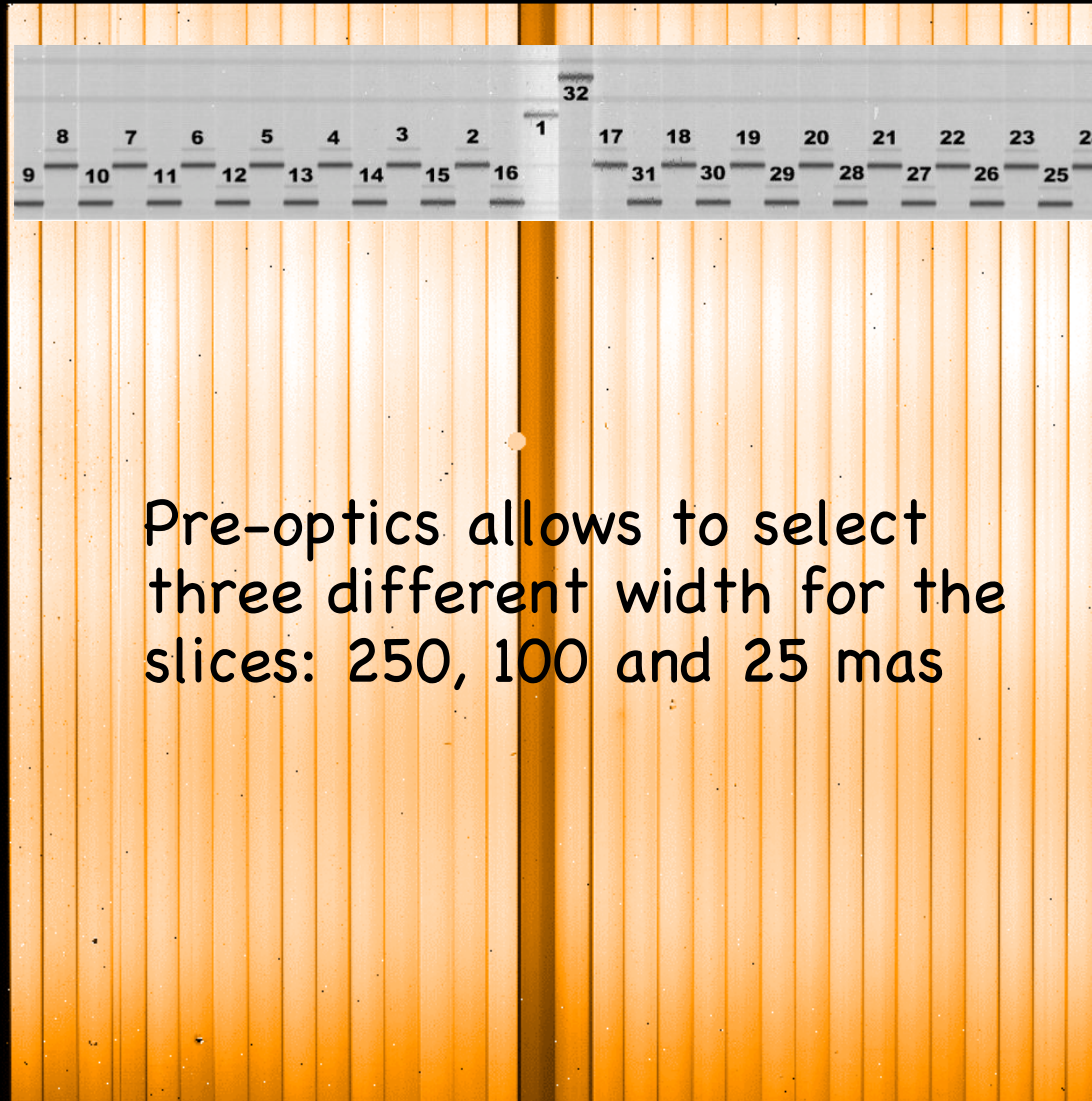 32
1
8 7 6 5 4 3 2 17 18 19 20 21 22 23
9 10 11 12 13 14 15 16 31 30 29 28 27 26 25
Pre-optics allows to select
three different width for the
slices: 250, 100 and 25 mas